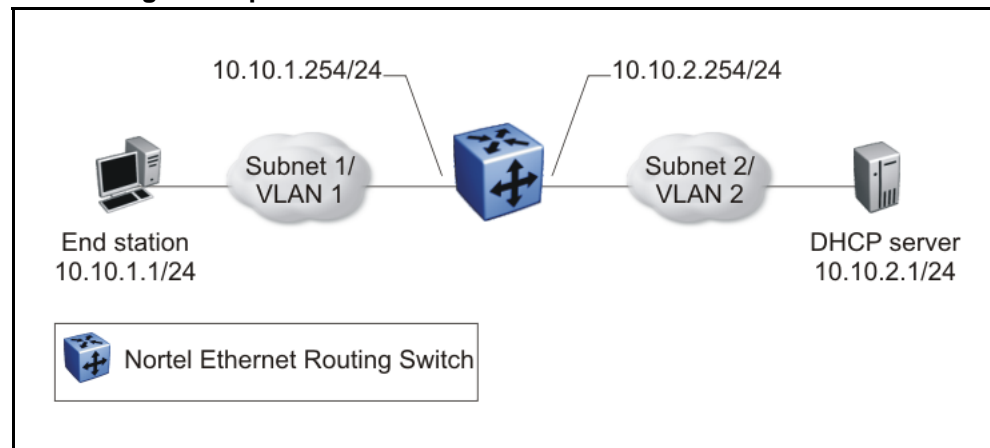 10.10.1.254/24
10.10.2.254/24
Subnet 1/
VLAN 1
Subnet 2/
VLAN 2
End station
10.10.1.1/24
DHCP server
10.10.2.1/24
Nortel Ethernet Routing Switch